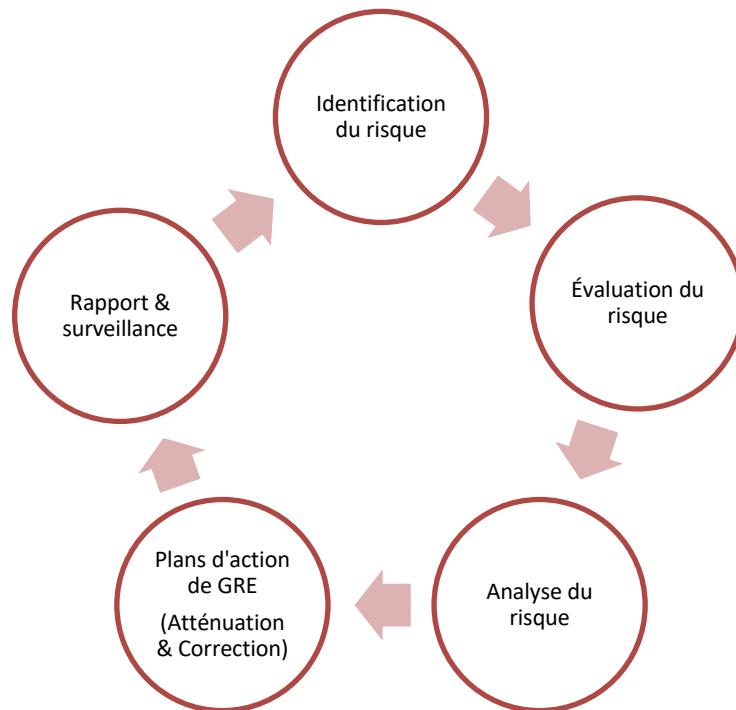 Identification
du risque
Évaluation du
risque
Analyse du
risque
Plans d'action
de GRE
(Atténuation
& Correction)
Rapport &
surveillance